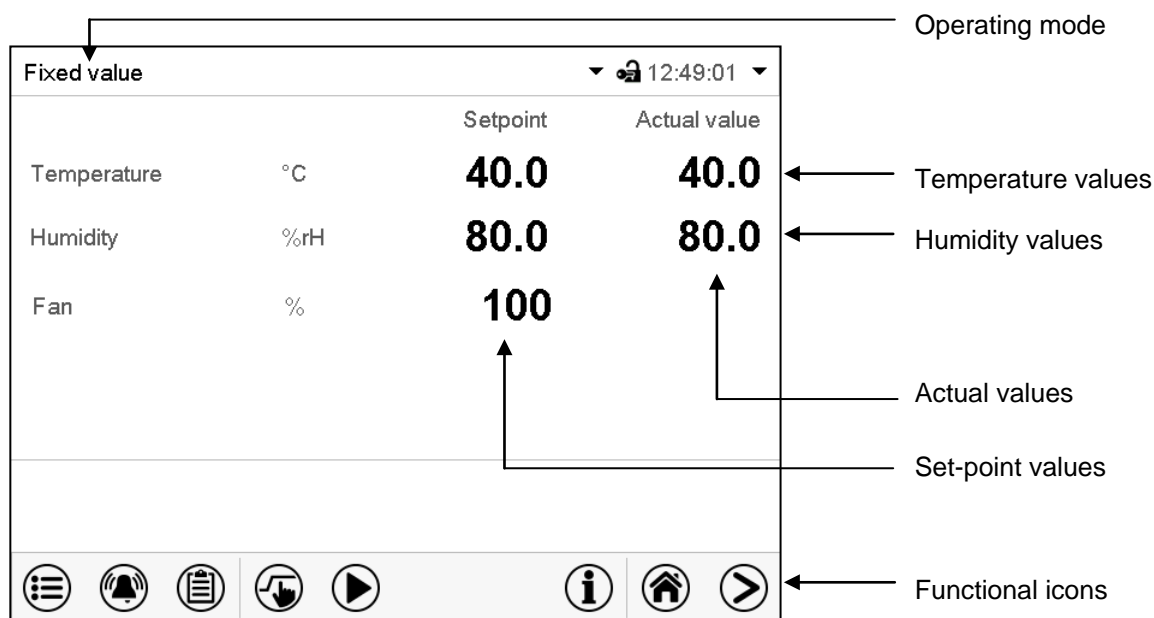 Operating mode
Fixed value 12:49:01
Setpoint Actual value
Temperature °C 40.0 40.0 Temperature values
Humidity %rH 80.0 80.0 Humidity values
Fan % 100
Actual values
Set-point values
Functional icons